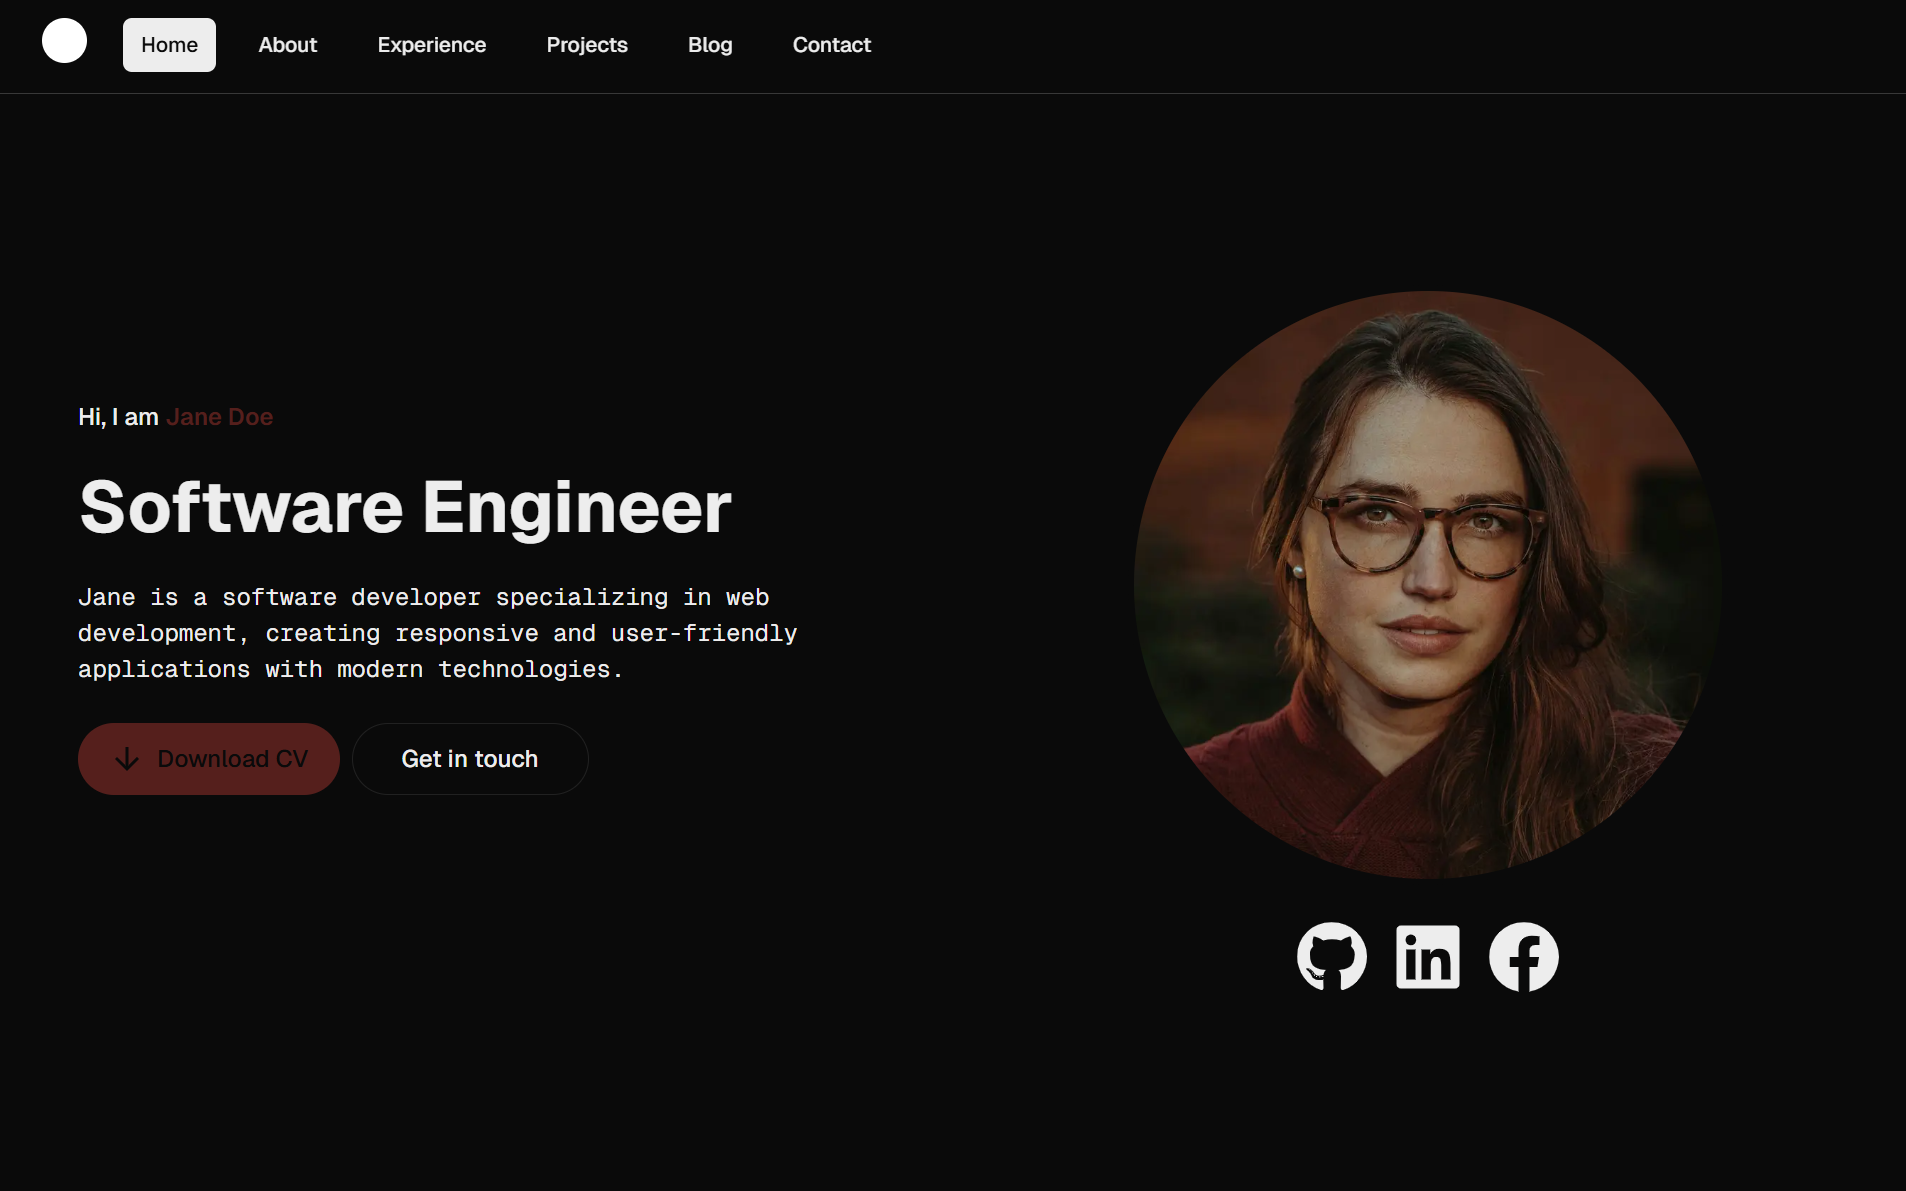 Home
About
Experience
Projects
Blog
Contact
Hi, I am Jane Doe
Software Engineer
Jane is a software developer specializing in web
development, creating responsive and user-friendly
applications with modern technologies.
Download CV
Get in touch
in